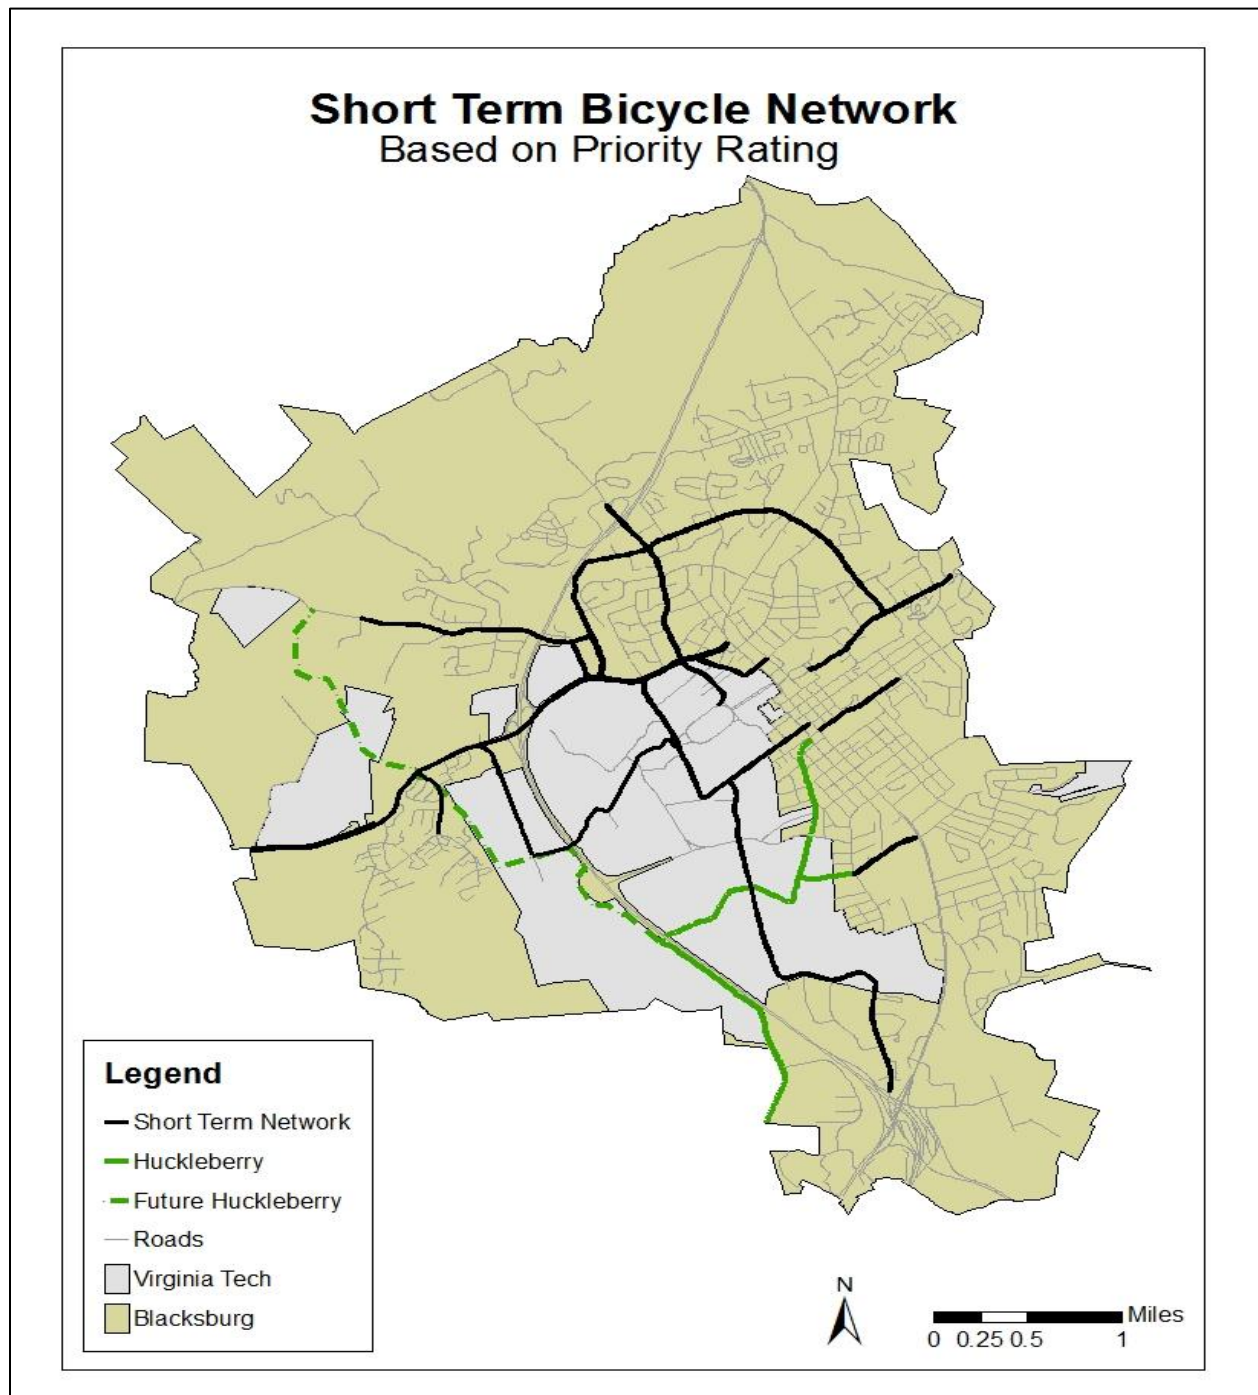 Short Term Bicycle Network
Based on Priority Rating
Legend
Short Term Network
Huckleberry
Future Huckleberry
Roads
Virginia Tech
Blacksburg
N
Miles
0 0.25 0.5 1